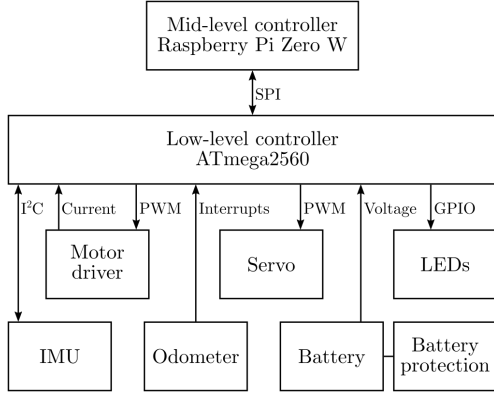 Mid-level controller
Raspberry Pi Zero W
SPI
Low-level controller
ATmega2560
I²C
Current
PWM
Interrupts
PWM
Voltage
GPIO
Motor
driver
Servo
LEDs
IMU
Odometer
Battery
Battery
protection